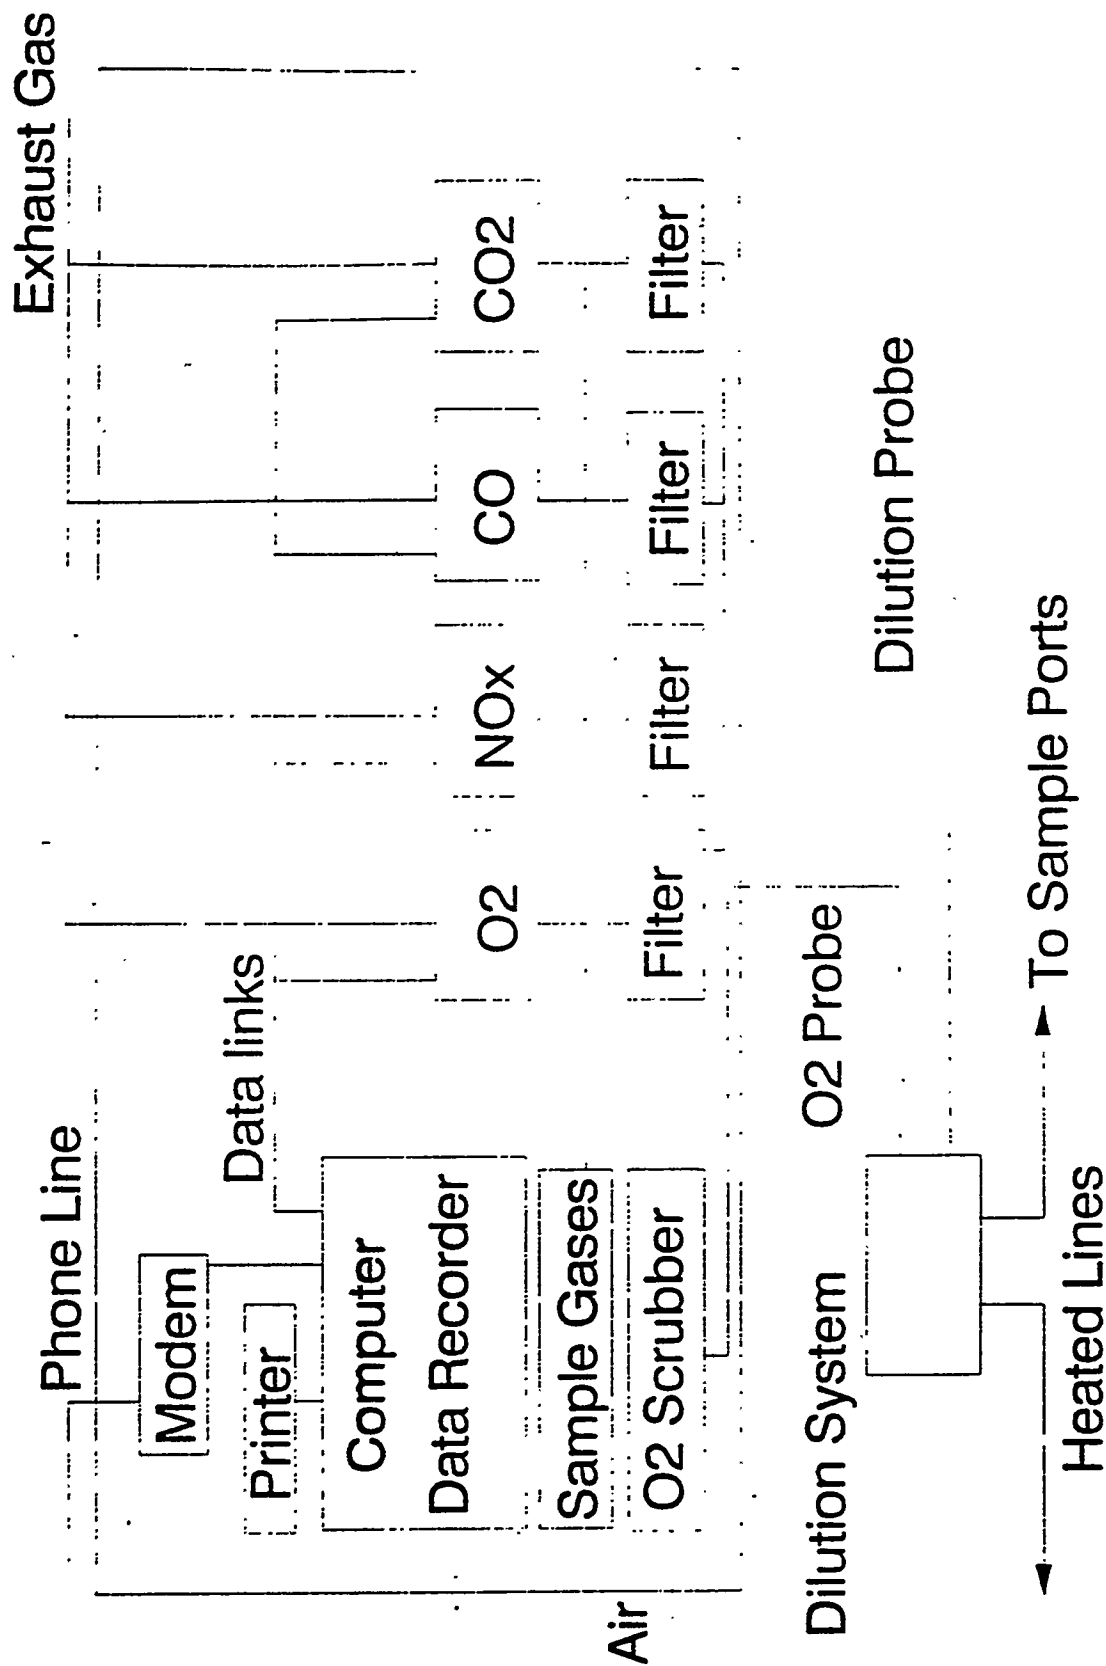 Phone Line
Exhaust Gas
Modem
Printer
Data links
Computer
Data Recorder
O2
NOx
CO
CO2
Sample Gases
O2 Scrubber
Filter
Filter
Filter
Filter
Air
Dilution System
O2 Probe
Dilution Probe
Heated Lines
To Sample Ports